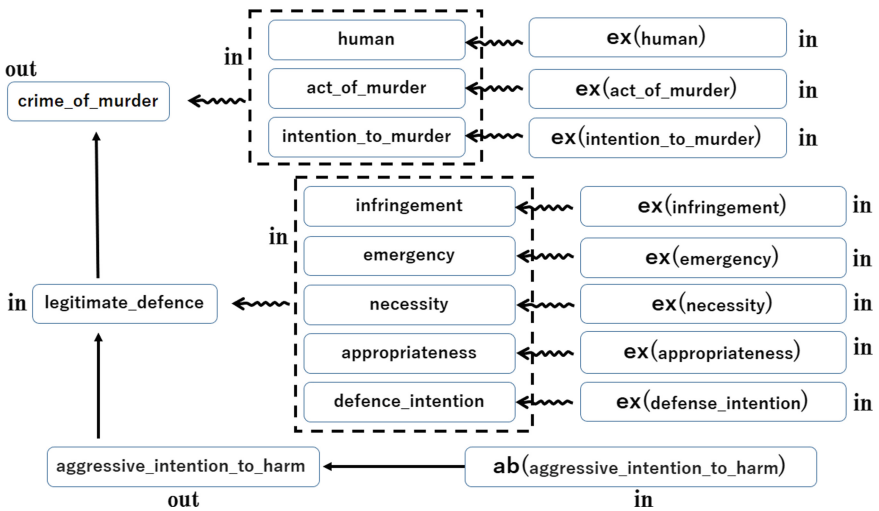 out
crime_of_murder
in
human
ex(human)
in
act_of_murder
ex(act_of_murder)
in
intention_to_murder
ex(intention_to_murder)
in
in
legitimate_defence
in
infringement
ex(infringement)
in
emergency
ex(emergency)
in
necessity
ex(necessity)
in
appropriateness
ex(appropriateness)
in
defence_intention
ex(defense_intention)
in
aggressive_intention_to_harm
out
ab(aggressive_intention_to_harm)
in